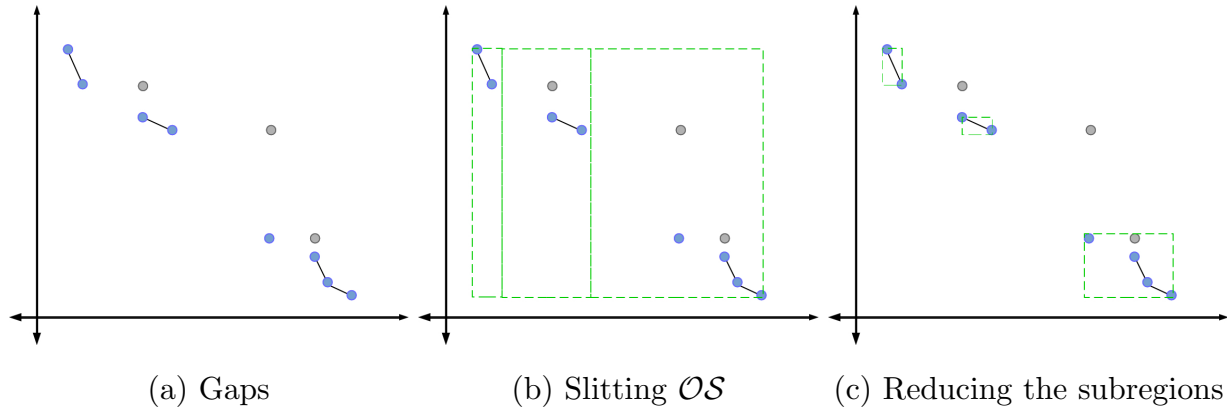 (a) Gaps
(b) Slitting 𝒪𝒮
(c) Reducing the subregions